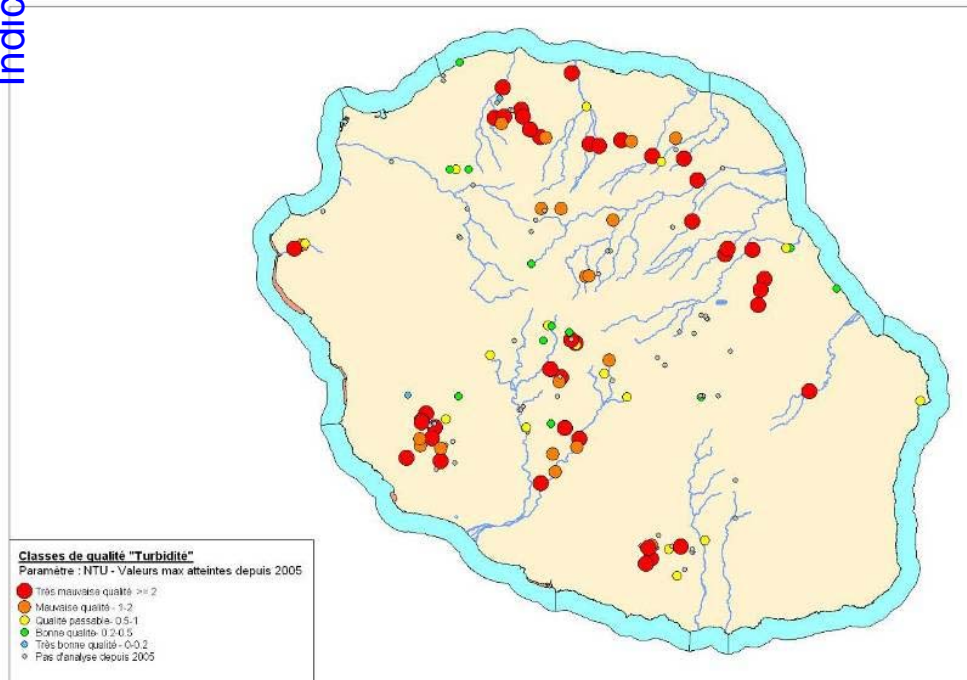 Indic
Classes de qualité "Turbidité"
Paramètre : NTU - Valeurs max atteintes depuis 2005
Très mauvaise qualité >= 2
Mauvaise qualité - 1-2
Qualité passable- 0.5-1
Bonne qualité- 0.2-0.5
Très bonne qualité - 0-0.2
Pas d'analyse depuis 2005